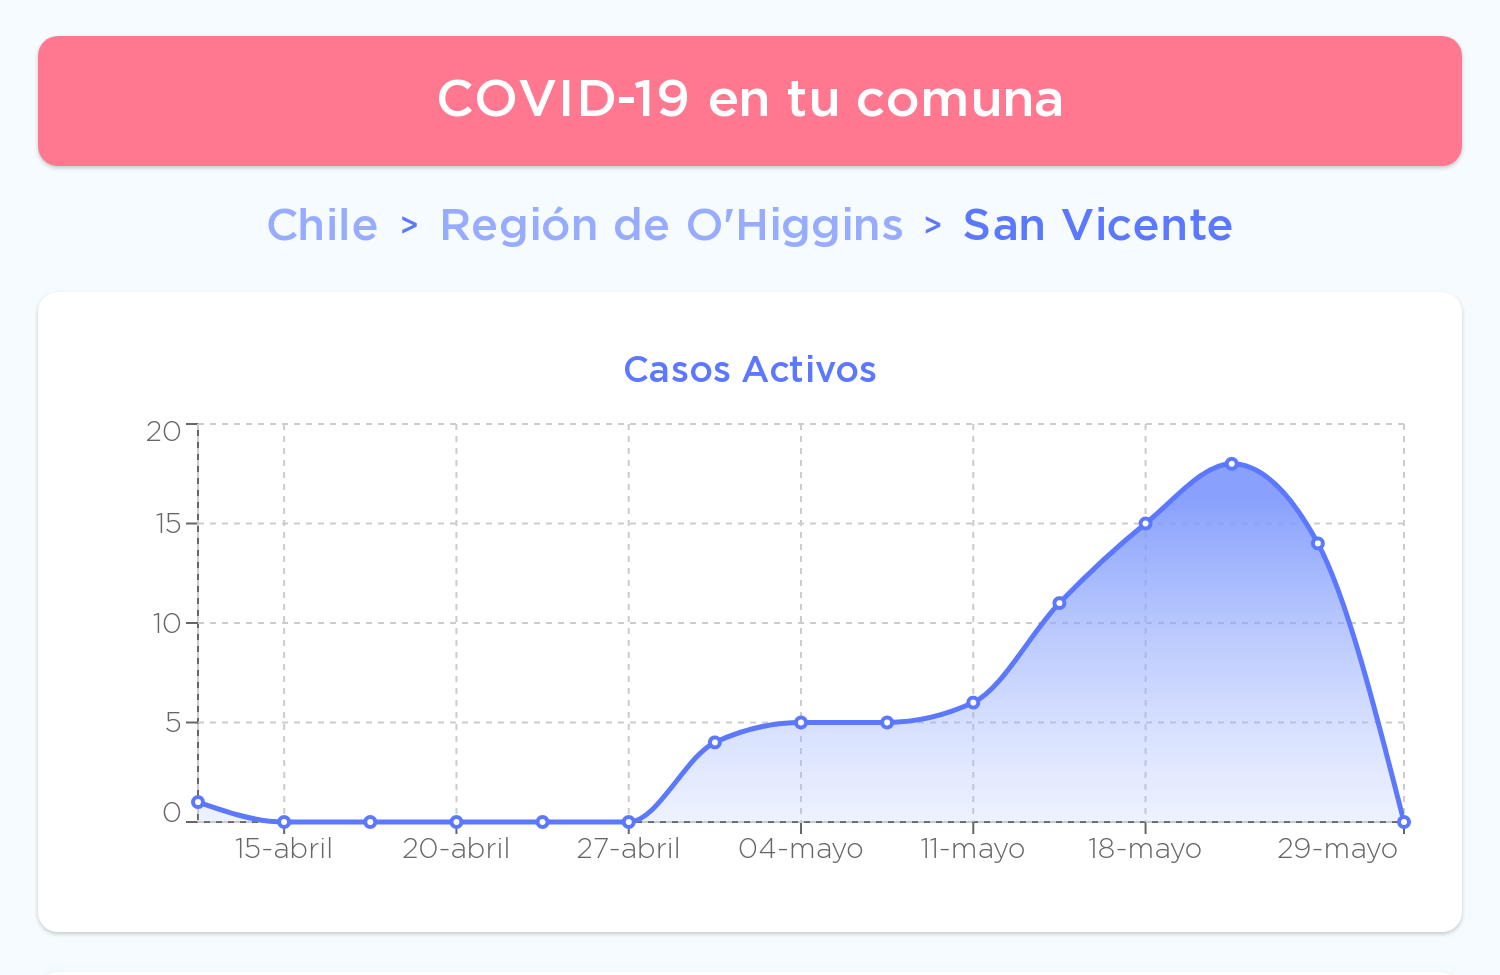 COVID-19 en tu comuna
Chile > Región de O'Higgins > San Vicente
Casos Activos
20
15
10
5
0
15-abril 20-abril 27-abril 04-mayo 11-mayo 18-mayo 29-mayo